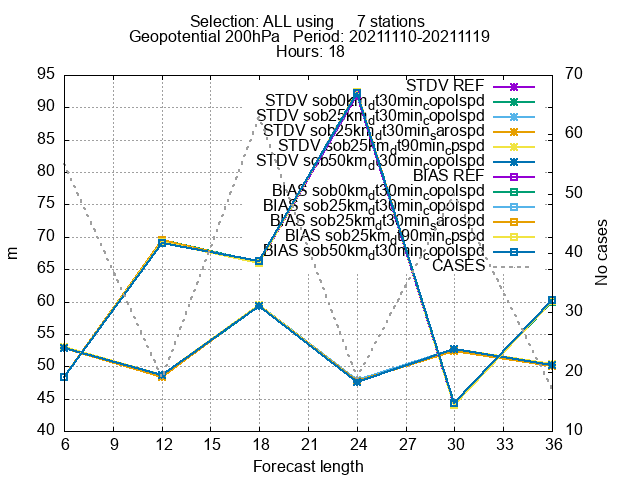 Selection: ALL using 7 stations
Geopotential 200hPa Period: 20211110-20211119
Hours: 18
STDV REF
STDV sob0km_dt30min_copolspd
STDV sob25km_dt30min_copolspd
STDV sob25km_dt30min_sarospd
STDV sob25km_dt90min_cpspd
STDV sob50km_dt30min_copolspd
BIAS REF
BIAS sob0km_dt30min_copolspd
BIAS sob25km_dt30min_copolspd
BIAS sob25km_dt30min_sarospd
BIAS sob25km_dt90min_cpspd
BIAS sob50km_dt30min_copolspd
CASES
95
90
85
80
75
70
65
60
55
50
45
40
m
70
60
50
40
30
20
10
No cases
6 9 12 15 18 21 24 27 30 33 36
Forecast length